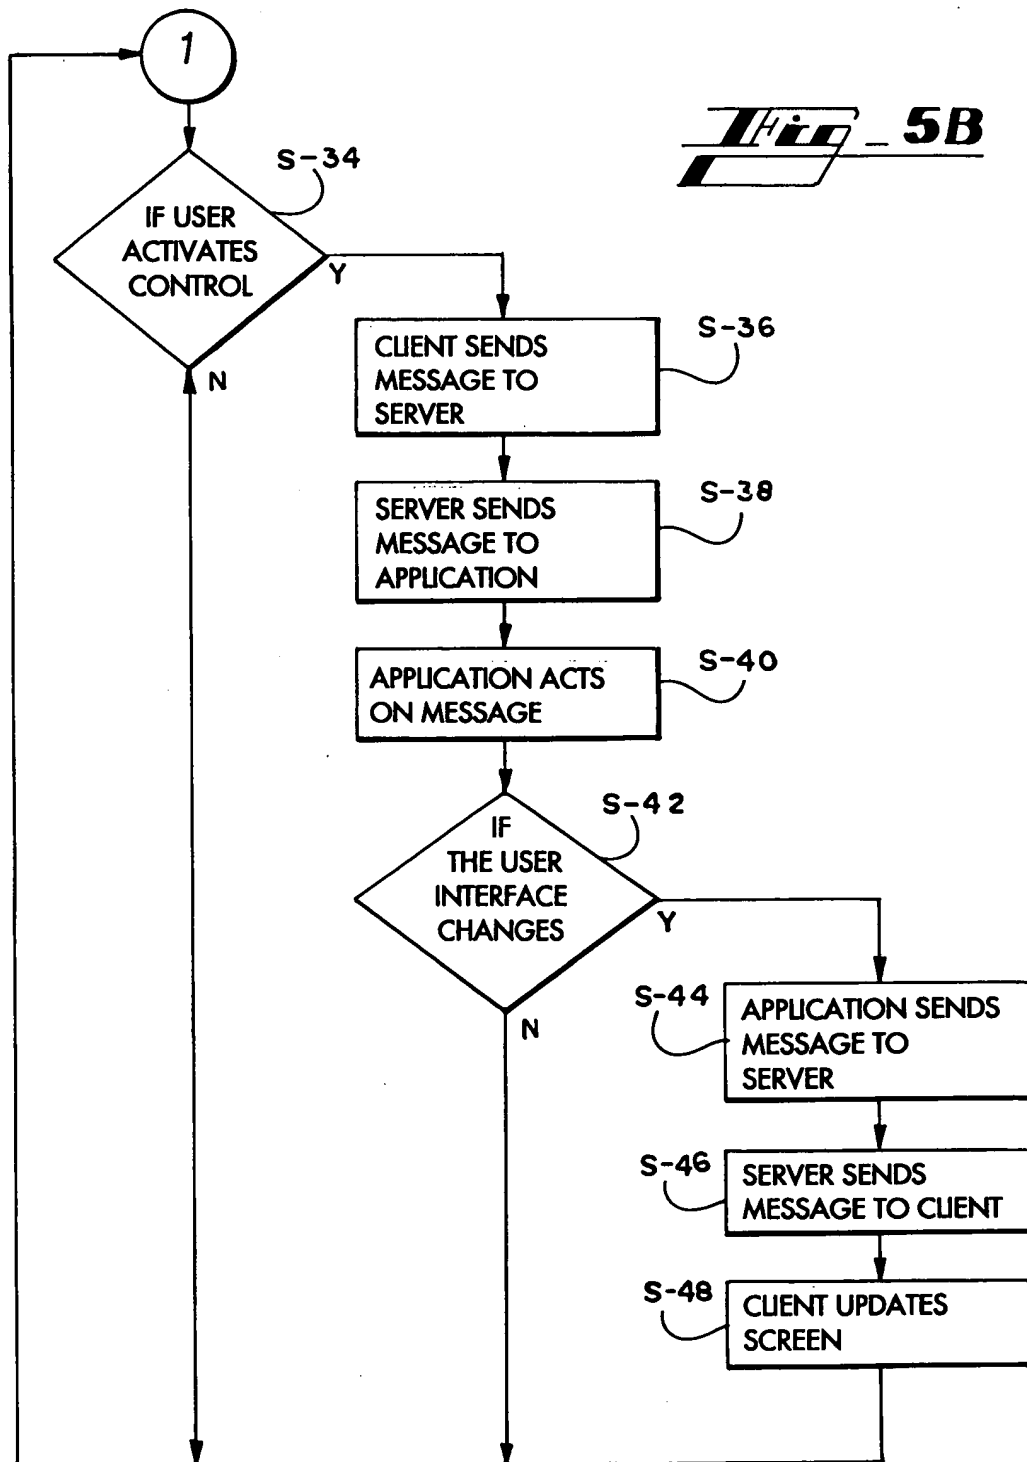 1
Fig_5B
S-34
IF USER
ACTIVATES
CONTROL
Y
N
S-36
CLIENT SENDS
MESSAGE TO
SERVER
S-38
SERVER SENDS
MESSAGE TO
APPLICATION
S-40
APPLICATION ACTS
ON MESSAGE
S-42
IF
THE USER
INTERFACE
CHANGES
Y
N
S-44
APPLICATION SENDS
MESSAGE TO
SERVER
S-46
SERVER SENDS
MESSAGE TO CLIENT
S-48
CLIENT UPDATES
SCREEN